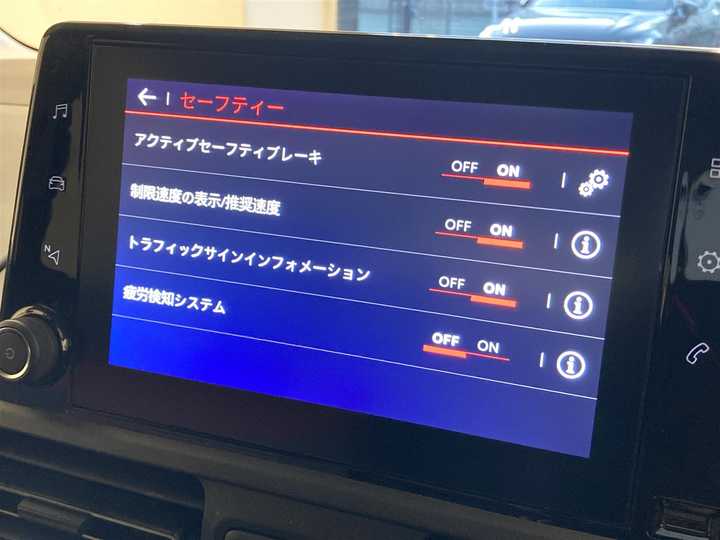 セーフティー
アクティブセーフティブレーキ OFF ON
制限速度の表示/推奨速度 OFF ON
トラフィックサインインフォメーション OFF ON
疲労検知システム OFF ON
N